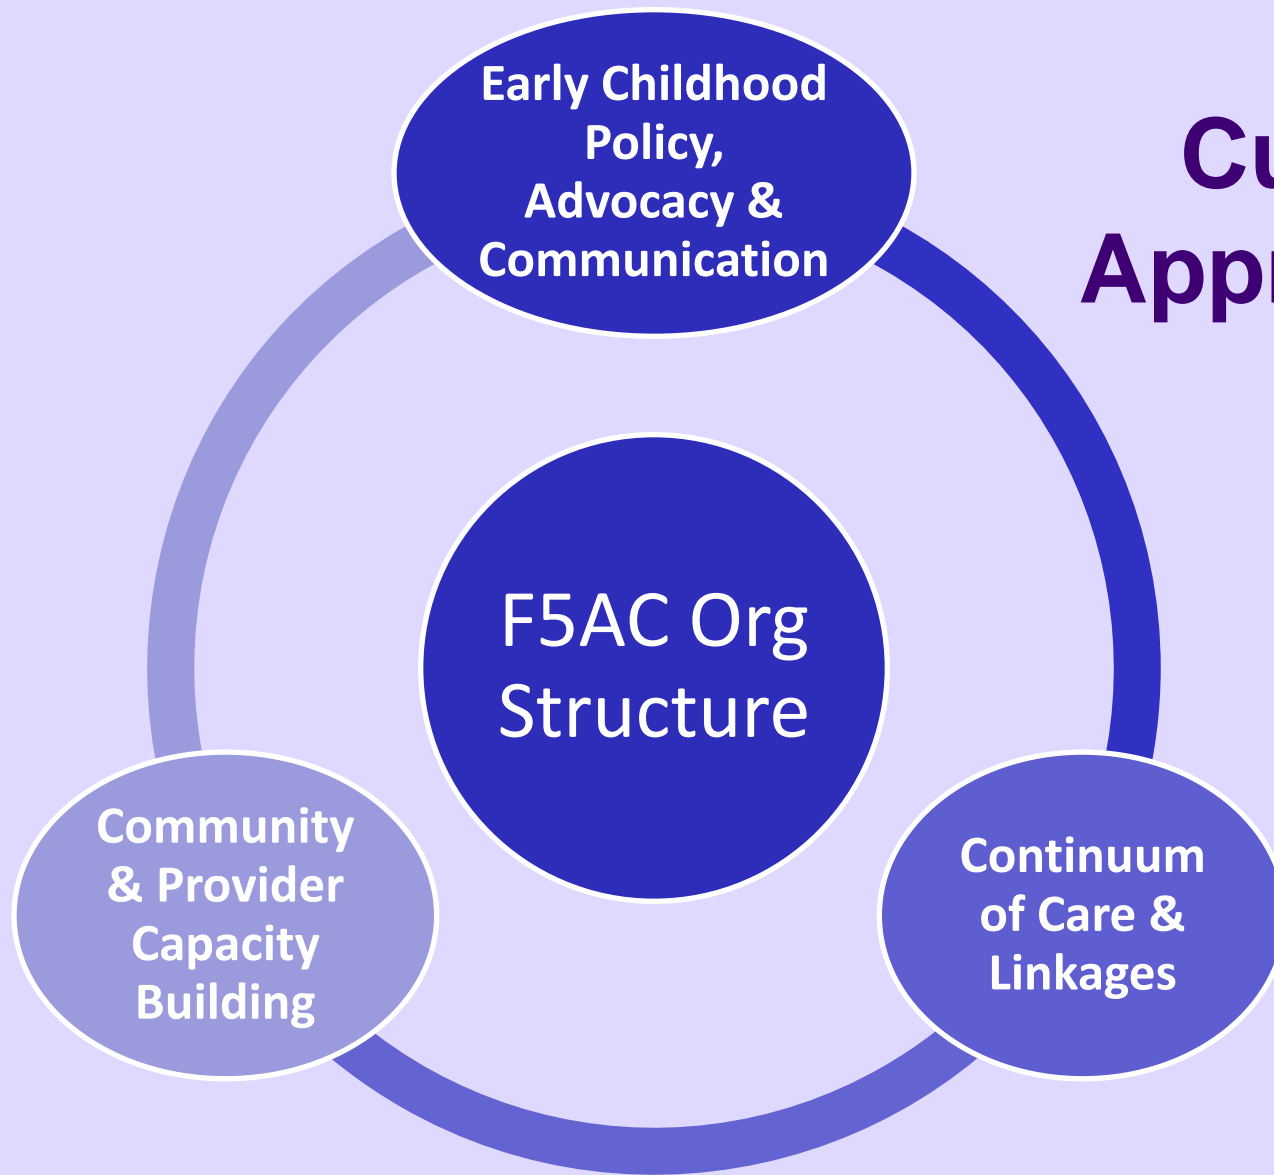 Early Childhood
Policy,
Advocacy &
Communication
F5AC Org
Structure
Community
& Provider
Capacity
Building
Continuum
of Care &
Linkages